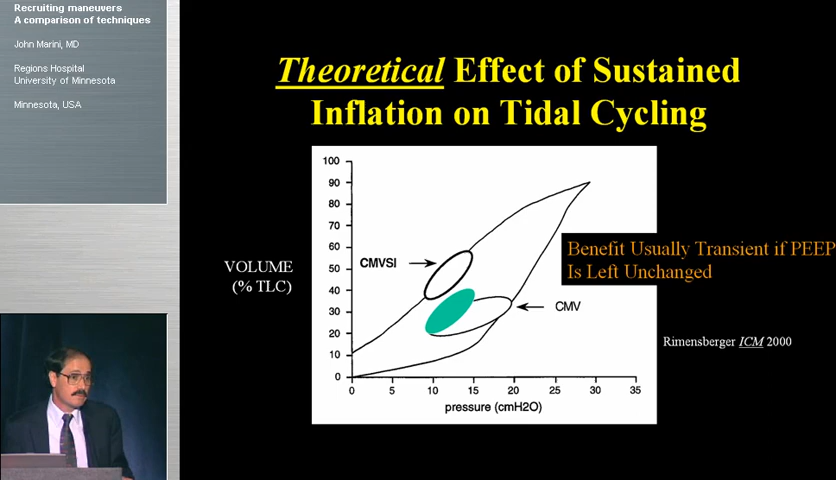 Recruiting maneuvers
A comparison of techniques
John Marini, MD
Regions Hospital
University of Minnesota
Minnesota, USA
Theoretical Effect of Sustained
Inflation on Tidal Cycling
100
90
80
70
60
50
40
30
20
10
0
VOLUME
(% TLC)
CMVSI
CMV
0 5 10 15 20 25 30 35
pressure (cmH2O)
Benefit Usually Transient if PEEP
Is Left Unchanged
Rimensberger ICM 2000